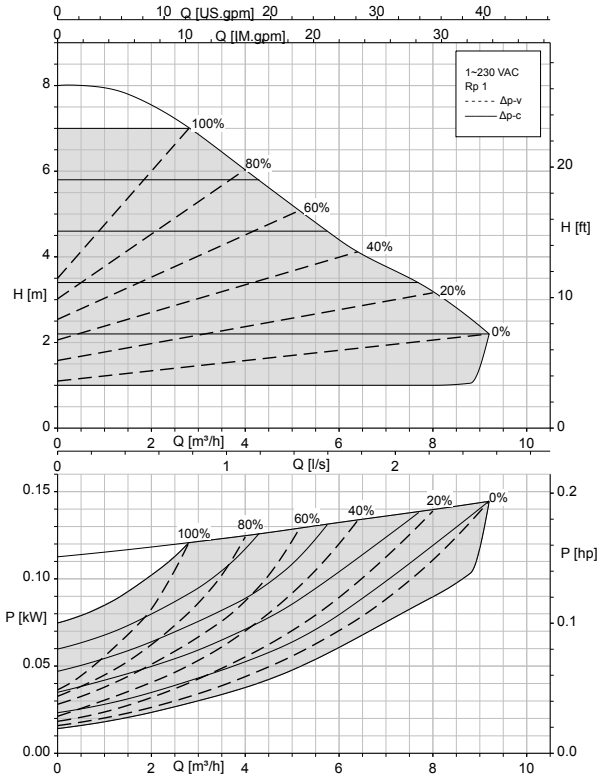 Q [US.gpm]
0 10 20 30 40
Q [IM.gpm]
0 10 20 30
1~230 VAC
Rp 1
Δp-v
Δp-c
8
6
4
H [m]
2
0
100%
80%
60%
40%
20%
0%
20
H [ft]
10
0
0 2 4 6 8 10
Q [m³/h]
0 1 2
Q [l/s]
0.15
0.10
P [kW]
0.05
0.00
100%
80%
60%
40%
20%
0%
0.2
P [hp]
0.1
0.0
0 2 4 6 8 10
Q [m³/h]